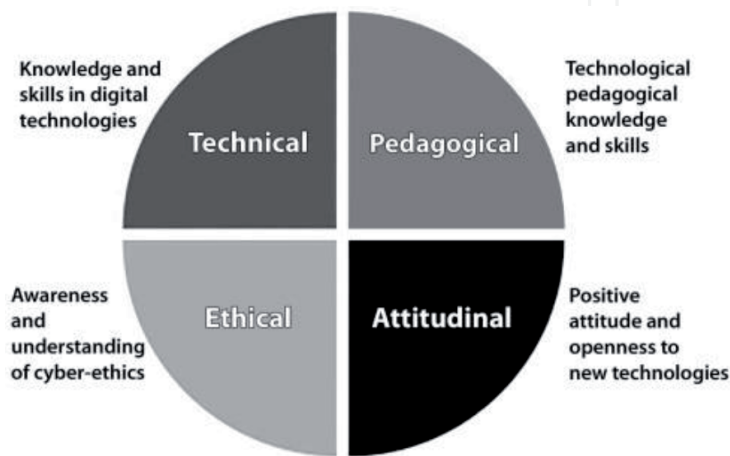 Knowledge and
skills in digital
technologies
Technical
Pedagogical
Technological
pedagogical
knowledge
and skills
Awareness
and
understanding
of cyber-ethics
Ethical
Attitudinal
Positive
attitude and
openness to
new technologies